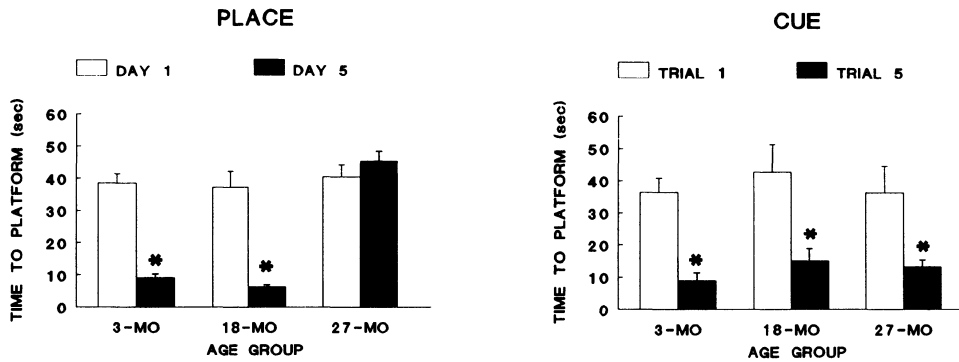 PLACE
DAY 1 DAY 5
TIME TO PLATFORM (sec)
60
50
40
30
20
10
0
*
*
3-MO 18-MO 27-MO
AGE GROUP
CUE
TRIAL 1 TRIAL 5
TIME TO PLATFORM (sec)
60
50
40
30
20
10
0
*
*
*
3-MO 18-MO 27-MO
AGE GROUP